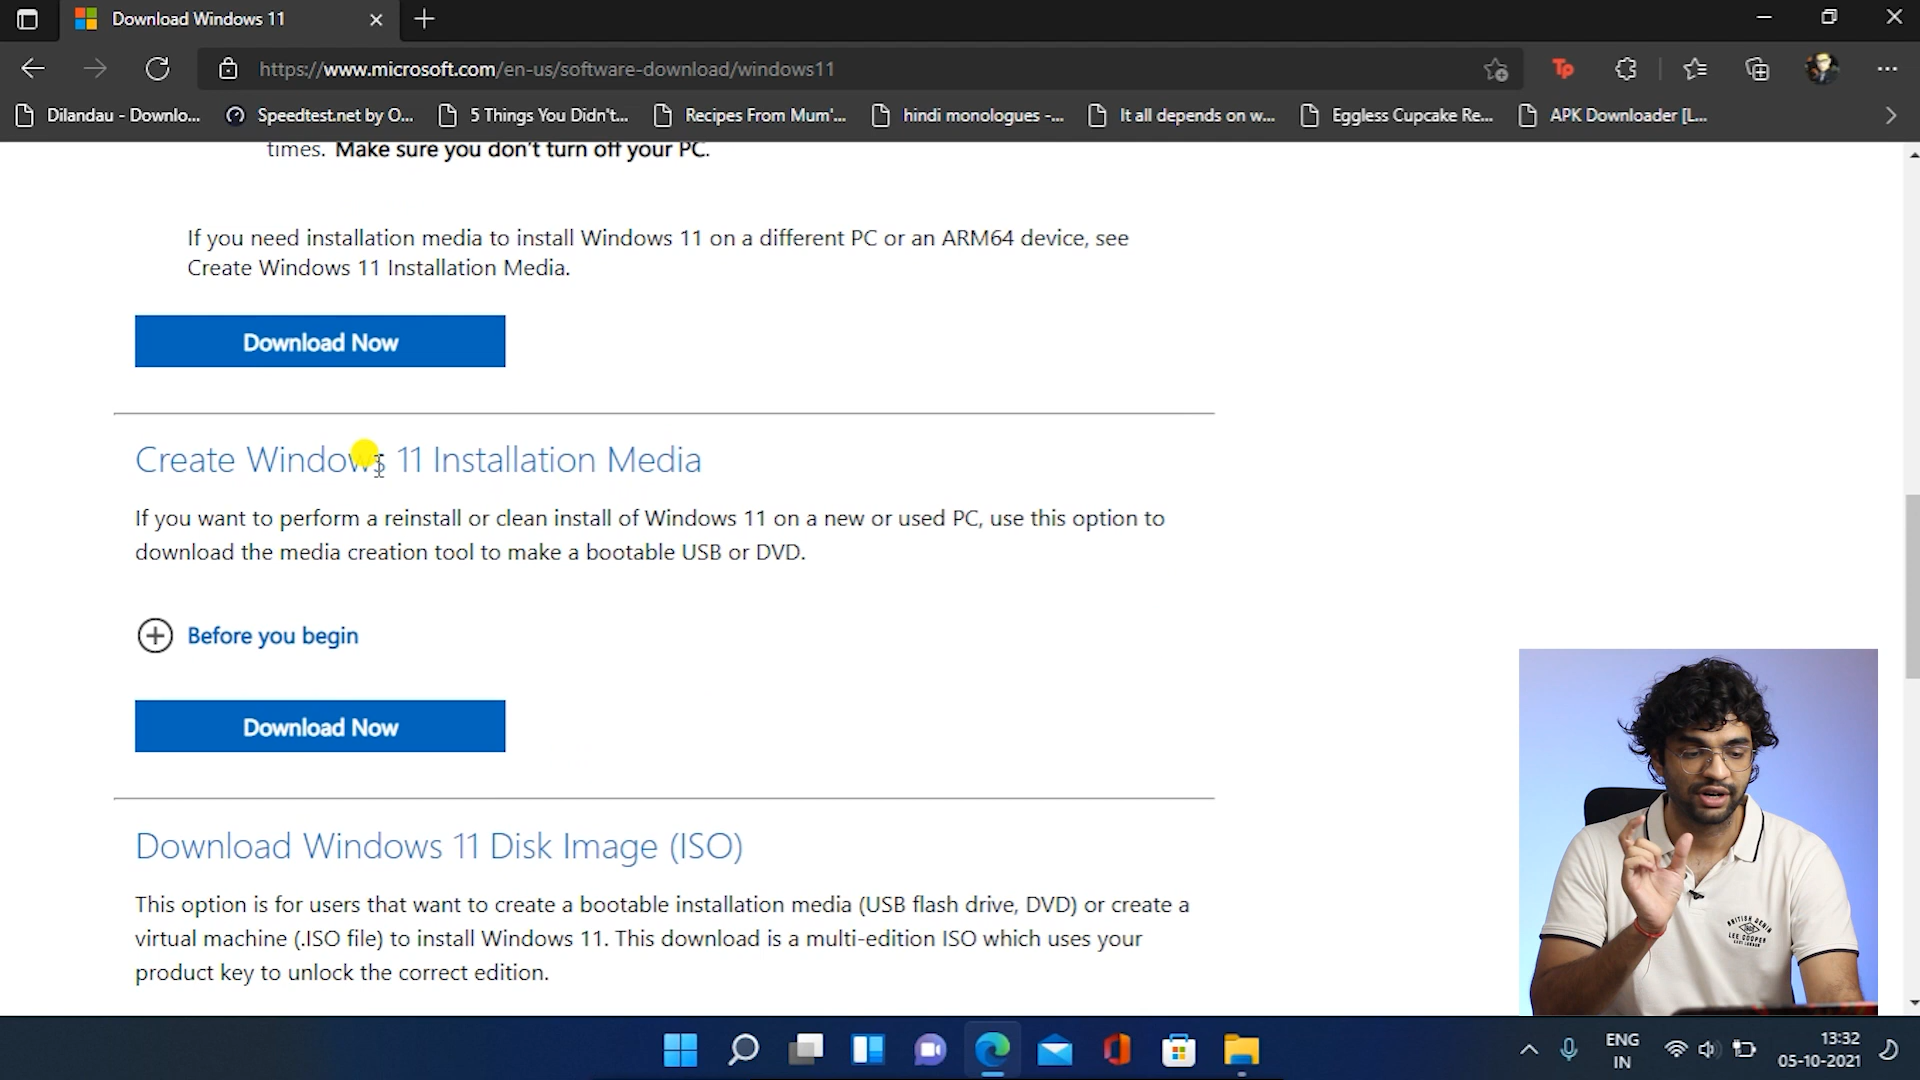 Download Windows 11
https://www.microsoft.com/en-us/software-download/windows11
Tp
Dilandau - Downlo...
Speedtest.net by O...
5 Things You Didn't...
Recipes From Mum'...
hindi monologues -...
It all depends on w...
Eggless Cupcake Re...
APK Downloader [L...
times. Make sure you don't turn off your PC.
If you need installation media to install Windows 11 on a different PC or an ARM64 device, see
Create Windows 11 Installation Media.
Download Now
Create Windows 11 Installation Media
If you want to perform a reinstall or clean install of Windows 11 on a new or used PC, use this option to
download the media creation tool to make a bootable USB or DVD.
Before you begin
Download Now
Download Windows 11 Disk Image (ISO)
This option is for users that want to create a bootable installation media (USB flash drive, DVD) or create a
virtual machine (.ISO file) to install Windows 11. This download is a multi-edition ISO which uses your
product key to unlock the correct edition.
BRITISH DENIM
LEE COOPER
ENG
IN
13:32
05-10-2021